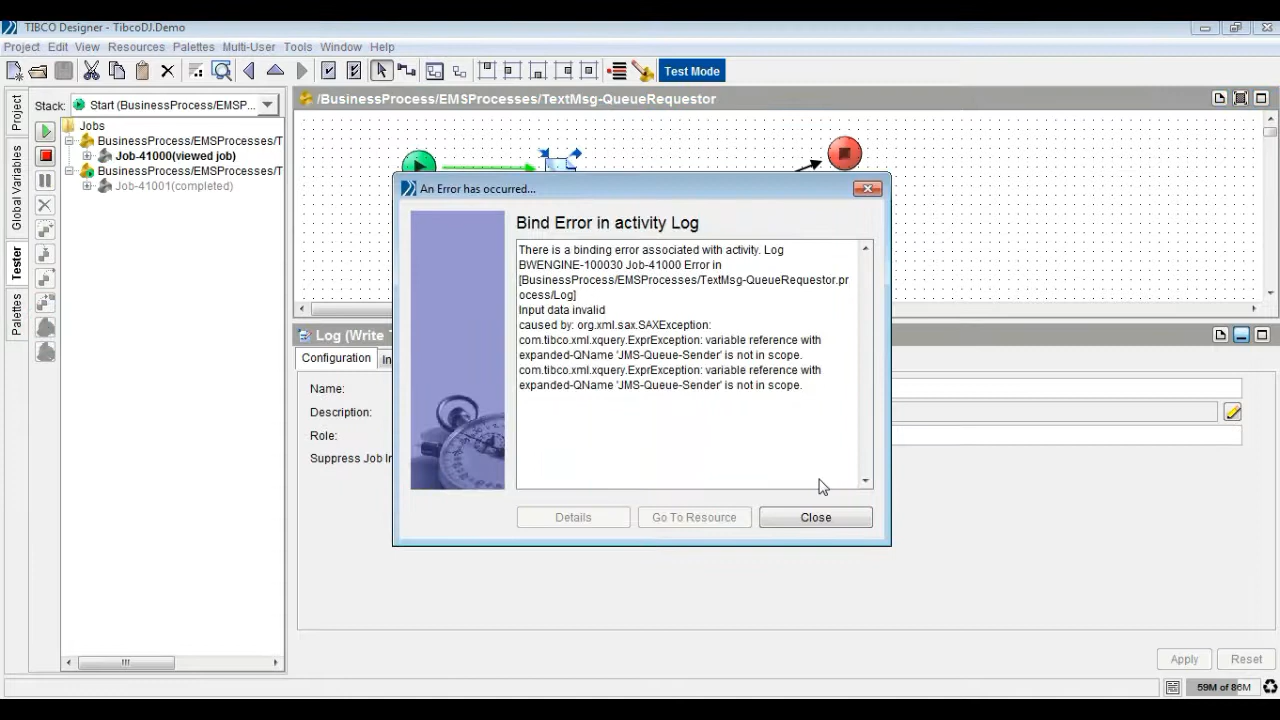 TIBCO Designer - TibcoDJ.Demo
Project Edit View Resources Palettes Multi-User Tools Window Help
Test Mode
Project
Global Variables
Tester
Palettes
Stack: Start (BusinessProcess/EMSP...
Jobs
BusinessProcess/EMSProcesses/T
Job-41000(viewed job)
BusinessProcess/EMSProcesses/T
Job-41001(completed)
/BusinessProcess/EMSProcesses/TextMsg-QueueRequestor
An Error has occurred...
Bind Error in activity Log
There is a binding error associated with activity. Log
BWENGINE-100030 Job-41000 Error in
[BusinessProcess/EMSProcesses/TextMsg-QueueRequestor.pr
ocess/Log]
Input data invalid
caused by: org.xml.sax.SAXException:
com.tibco.xml.xquery.ExprException: variable reference with
expanded-QName 'JMS-Queue-Sender' is not in scope.
com.tibco.xml.xquery.ExprException: variable reference with
expanded-QName 'JMS-Queue-Sender' is not in scope.
Details Go To Resource Close
Log (Write T
Configuration In
Name:
Description:
Role:
Suppress Job In
Apply Reset
59M of 86M